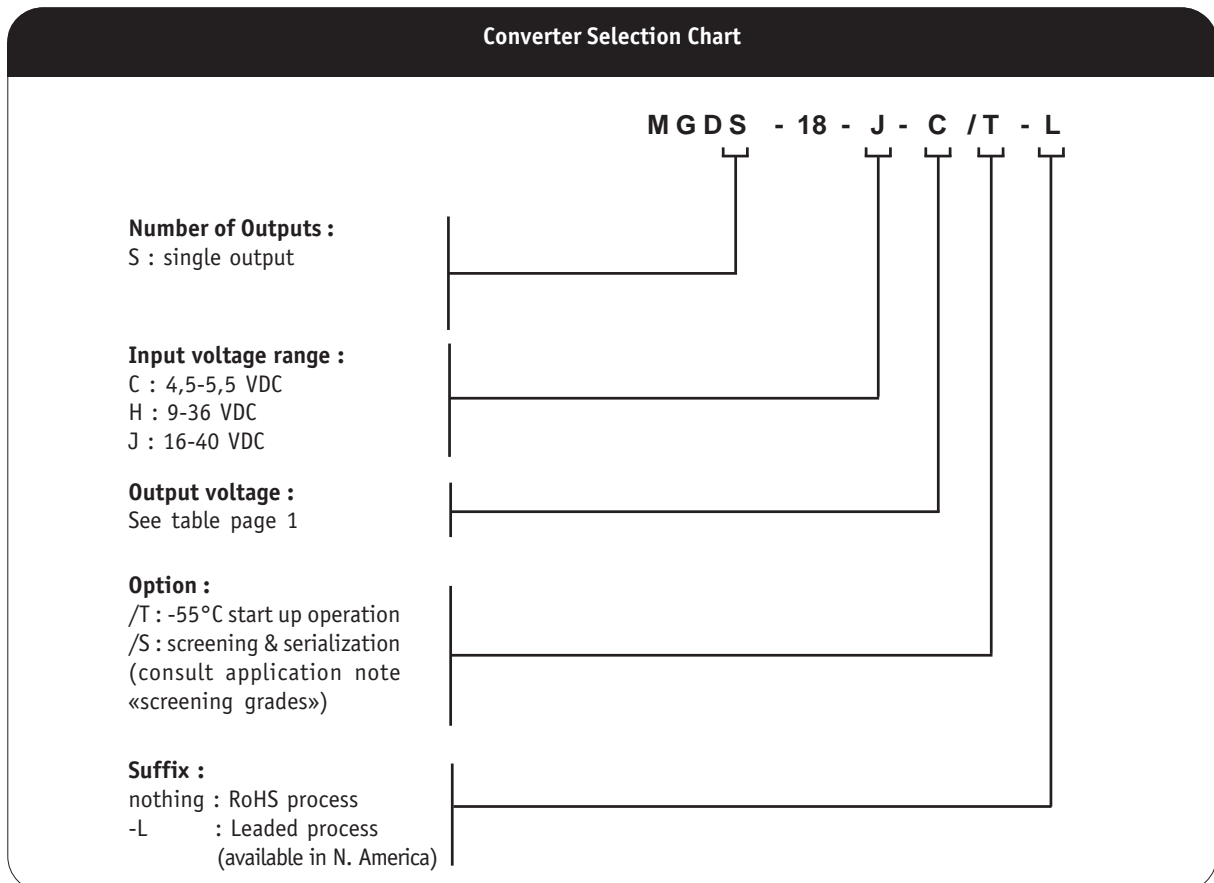 Converter Selection Chart
MGDS - 18 - J - C /T - L
Number of Outputs :
S : single output
Input voltage range :
C : 4,5-5,5 VDC
H : 9-36 VDC
J : 16-40 VDC
Output voltage :
See table page 1
Option :
/T : -55°C start up operation
/S : screening & serialization
(consult application note
«screening grades»)
Suffix :
nothing : RoHS process
-L : Leaded process
(available in N. America)